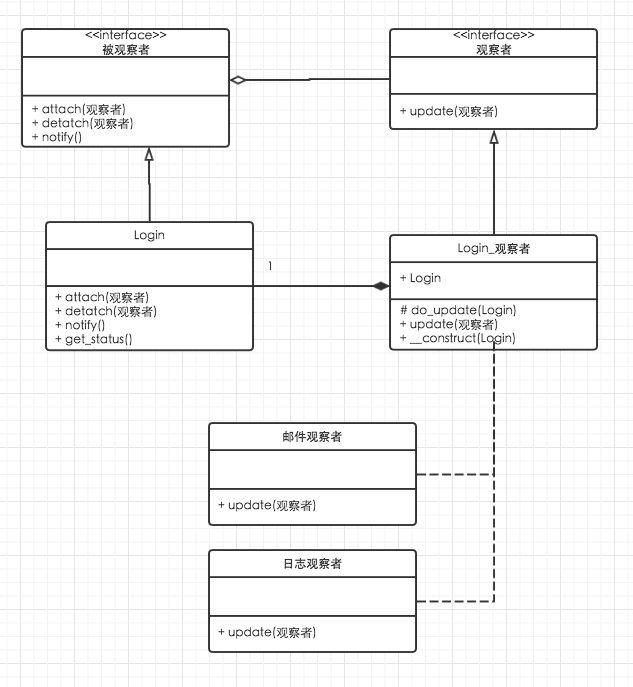 <<interface>>
被观察者
+ attach(观察者)
+ detatch(观察者)
+ notify()
<<interface>>
观察者
+ update(观察者)
Login
+ attach(观察者)
+ detatch(观察者)
+ notify()
+ get_status()
1
Login_观察者
+ Login
# do_update(Login)
+ update(观察者)
+ __construct(Login)
邮件观察者
+ update(观察者)
日志观察者
+ update(观察者)